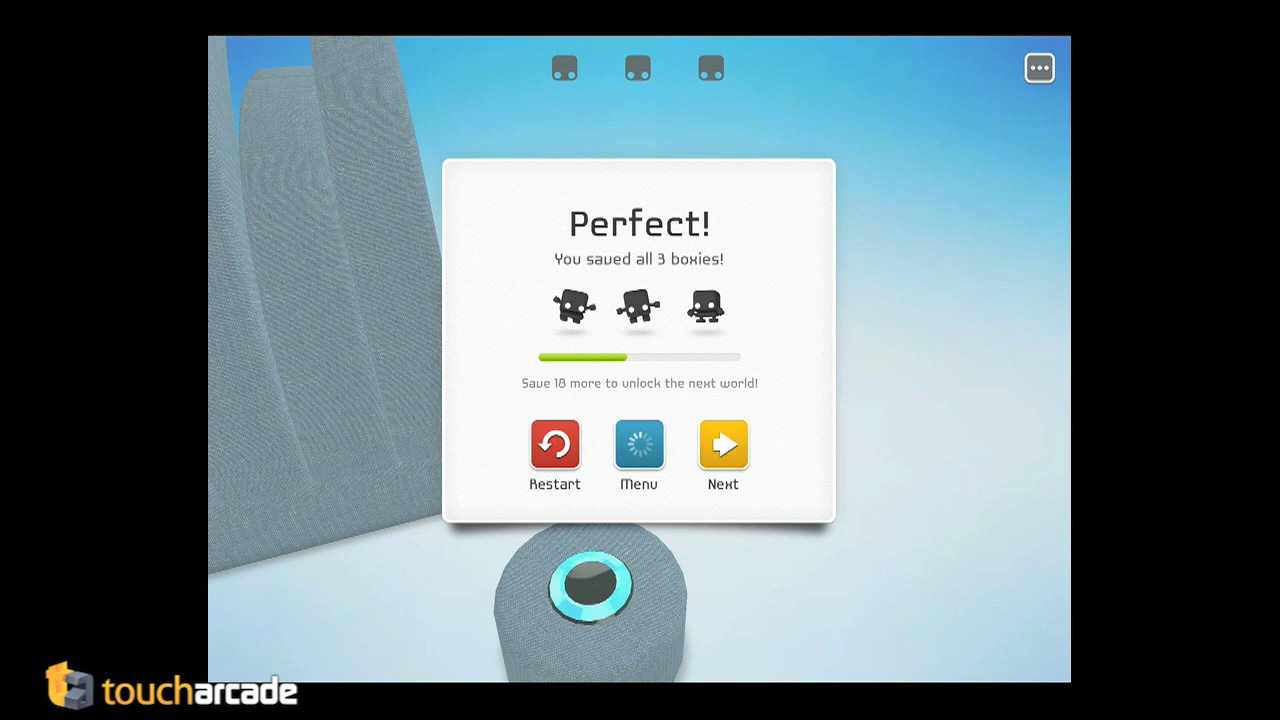 Perfect!
You saved all 3 boxies!
Save 18 more to unlock the next world!
Restart
Menu
Next
toucharcade